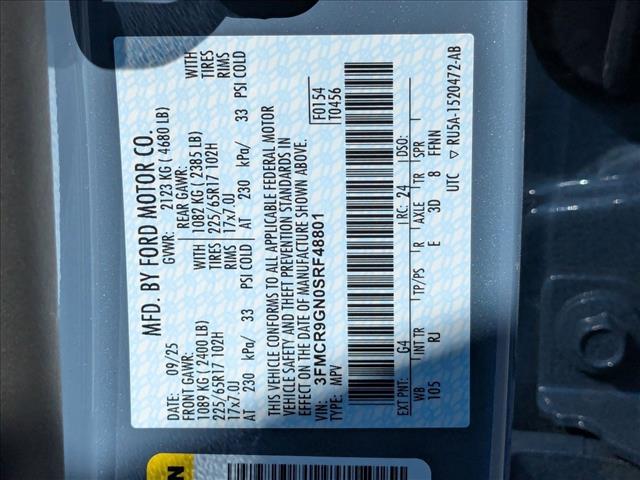 MFD. BY FORD MOTOR CO.
DATE: 09/25
GVWR: 2123 KG ( 4680 LB)
FRONT GAWR:
1089 KG ( 2400 LB)
225/65R17 102H
17x7.0J
AT 230 kPa/ 33 PSI COLD
REAR GAWR:
1082 KG ( 2385 LB) WITH
225/65R17 102H TIRES
17x7.0J RIMS
AT 230 kPa/ 33 PSI COLD
WITH
TIRES
RIMS
THIS VEHICLE CONFORMS TO ALL APPLICABLE FEDERAL MOTOR
VEHICLE SAFETY AND THEFT PREVENTION STANDARDS IN
EFFECT ON THE DATE OF MANUFACTURE SHOWN ABOVE.
VIN: 3FMCR9GN0SRF48801
TYPE: MPV
F0154
T0456
EXT PNT: G4 RC: 24 DSO:
WB INT TR TP/PS R AXLE TR SPR
105 RJ E 3D 8 FFNN
UTC ▽ RU5A-1520472-AB